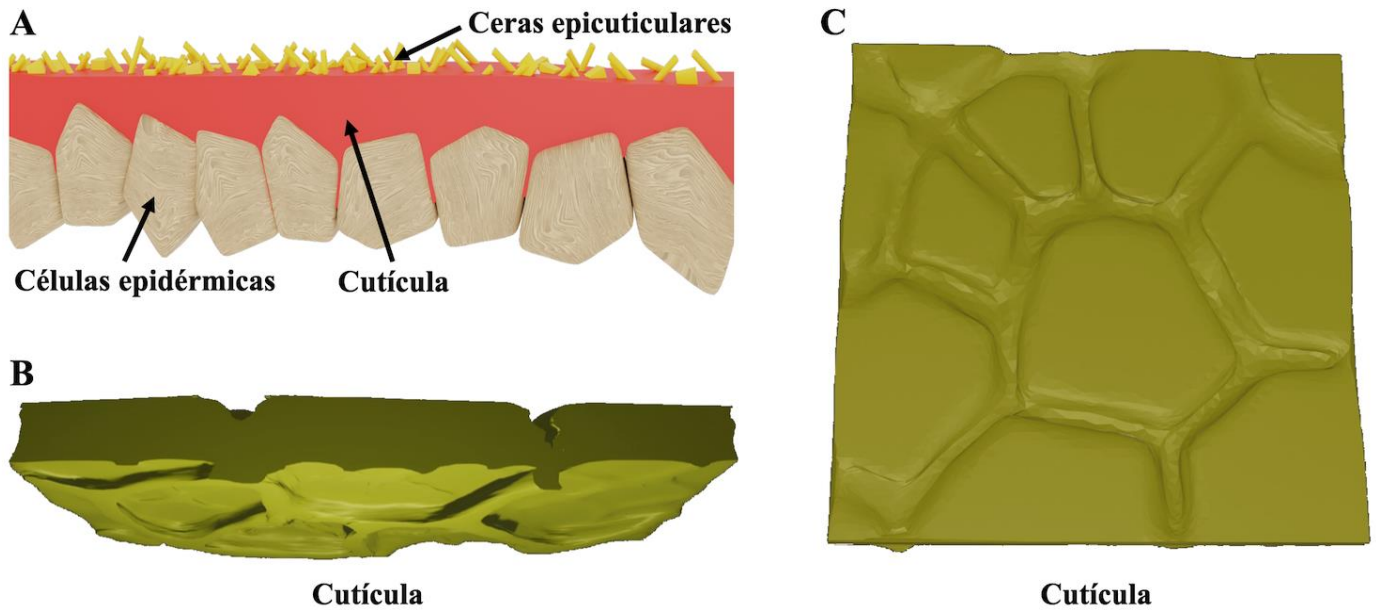 A
Ceras epicuticulares
Células epidérmicas
Cutícula
B
Cutícula
C
Cutícula